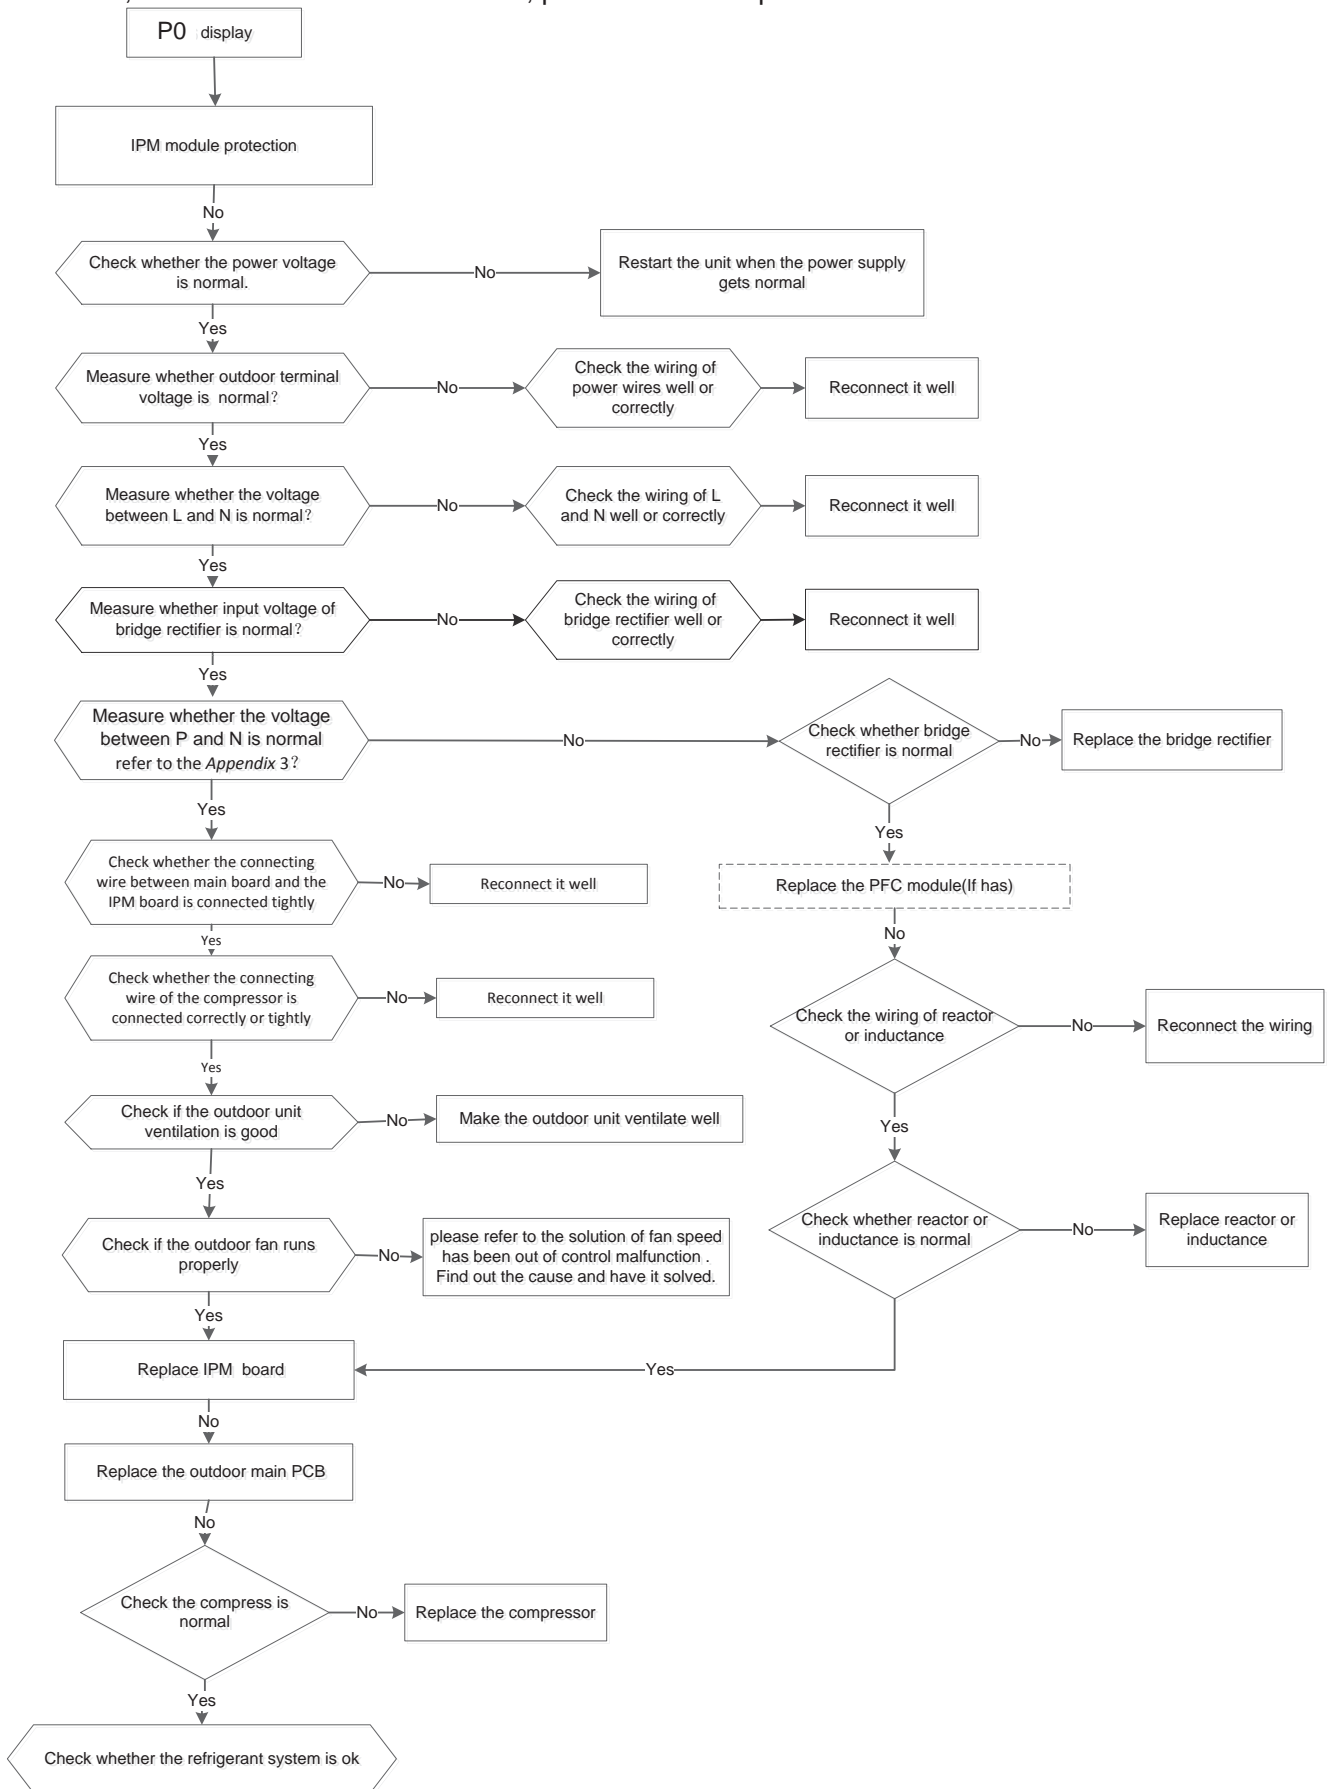 P0 display
IPM module protection
No
Check whether the power voltage
is normal.
No
Restart the unit when the power supply
gets normal
Yes
Measure whether outdoor terminal
voltage is normal?
No
Check the wiring of
power wires well or
correctly
Reconnect it well
Yes
Measure whether the voltage
between L and N is normal?
No
Check the wiring of L
and N well or correctly
Reconnect it well
Yes
Measure whether input voltage of
bridge rectifier is normal?
No
Check the wiring of
bridge rectifier well or
correctly
Reconnect it well
Yes
Measure whether the voltage
between P and N is normal
refer to the Appendix 3?
No
Check whether bridge
rectifier is normal
No
Replace the bridge rectifier
Yes
Yes
Check whether the connecting
wire between main board and the
IPM board is connected tightly
No
Reconnect it well
Replace the PFC module(If has)
No
Yes
Check whether the connecting
wire of the compressor is
connected correctly or tightly
No
Reconnect it well
Check the wiring of reactor
or inductance
No
Reconnect the wiring
Yes
Check if the outdoor unit
ventilation is good
No
Make the outdoor unit ventilate well
Yes
Yes
Check if the outdoor fan runs
properly
No
please refer to the solution of fan speed
has been out of control malfunction .
Find out the cause and have it solved.
Check whether reactor or
inductance is normal
No
Replace reactor or
inductance
Yes
Replace IPM board
Yes
No
Replace the outdoor main PCB
No
Check the compress is
normal
No
Replace the compressor
Yes
Check whether the refrigerant system is ok